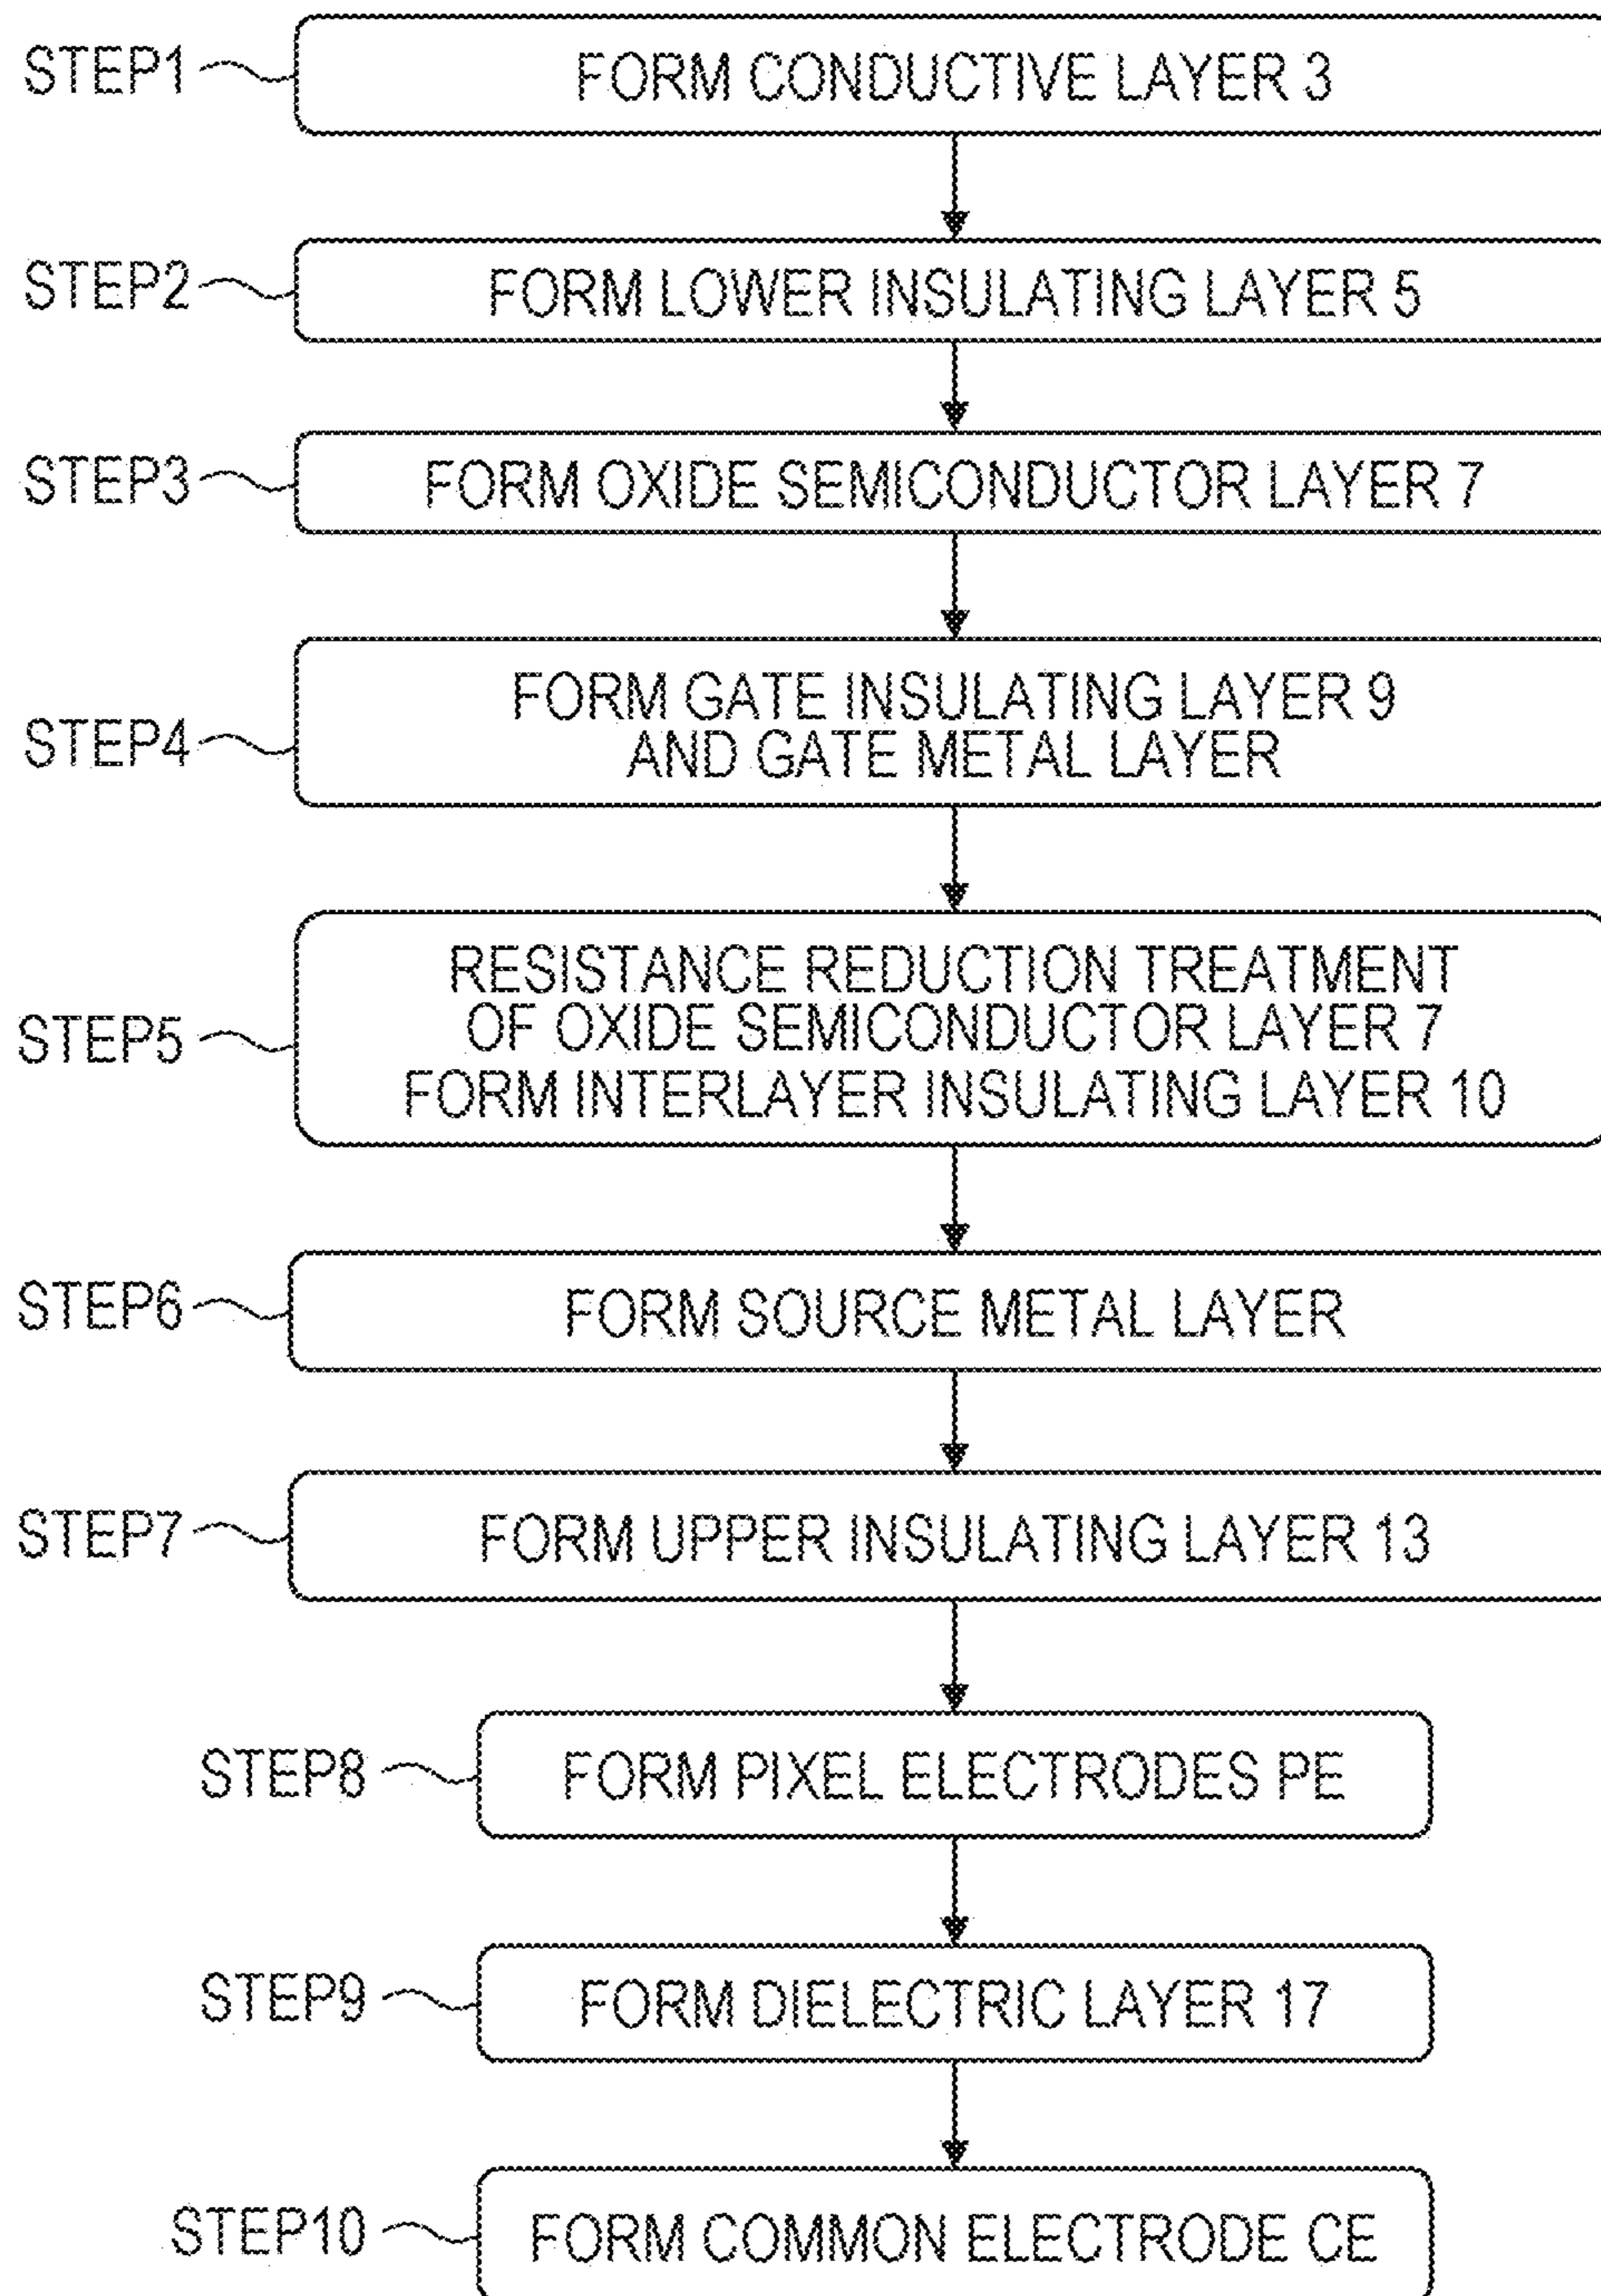 STEP1
FORM CONDUCTIVE LAYER 3
STEP2
FORM LOWER INSULATING LAYER 5
STEP3
FORM OXIDE SEMICONDUCTOR LAYER 7
STEP4
FORM GATE INSULATING LAYER 9
AND GATE METAL LAYER
STEP5
RESISTANCE REDUCTION TREATMENT
OF OXIDE SEMICONDUCTOR LAYER 7
FORM INTERLAYER INSULATING LAYER 10
STEP6
FORM SOURCE METAL LAYER
STEP7
FORM UPPER INSULATING LAYER 13
STEP8
FORM PIXEL ELECTRODES PE
STEP9
FORM DIELECTRIC LAYER 17
STEP10
FORM COMMON ELECTRODE CE